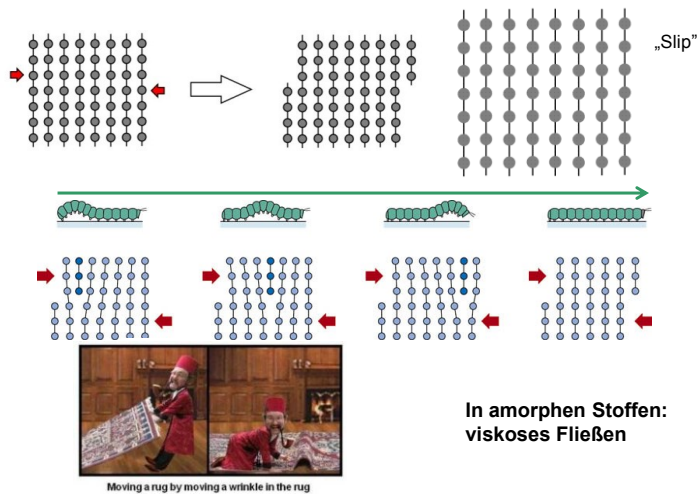 „Slip”
Moving a rug by moving a wrinkle in the rug
In amorphen Stoffen:
viskoses Fließen